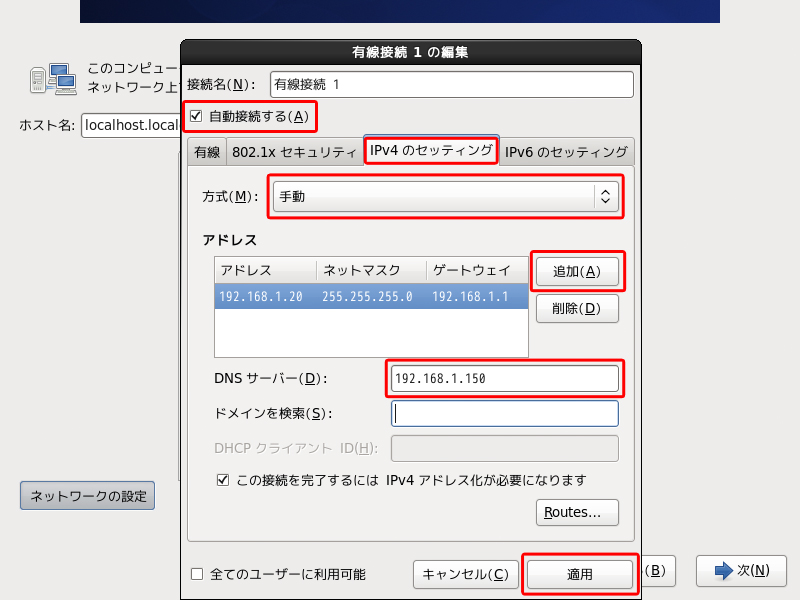 有線接続 1 の編集
このコンピュー
ネットワーク上
ホスト名: localhost.local
接続名(N): 有線接続 1
自動接続する(A)
有線 802.1x セキュリティ IPv4 のセッティング IPv6 のセッティング
方式(M): 手動
アドレス
アドレス ネットマスク ゲートウェイ
192.168.1.20 255.255.255.0 192.168.1.1
追加(A)
削除(D)
DNS サーバー(D): 192.168.1.150
ドメインを検索(S):
DHCP クライアント ID(H):
この接続を完了するには IPv4 アドレス化が必要になります
Routes...
ネットワークの設定
全てのユーザーに利用可能 キャンセル(C) 適用
(B) 次(N)